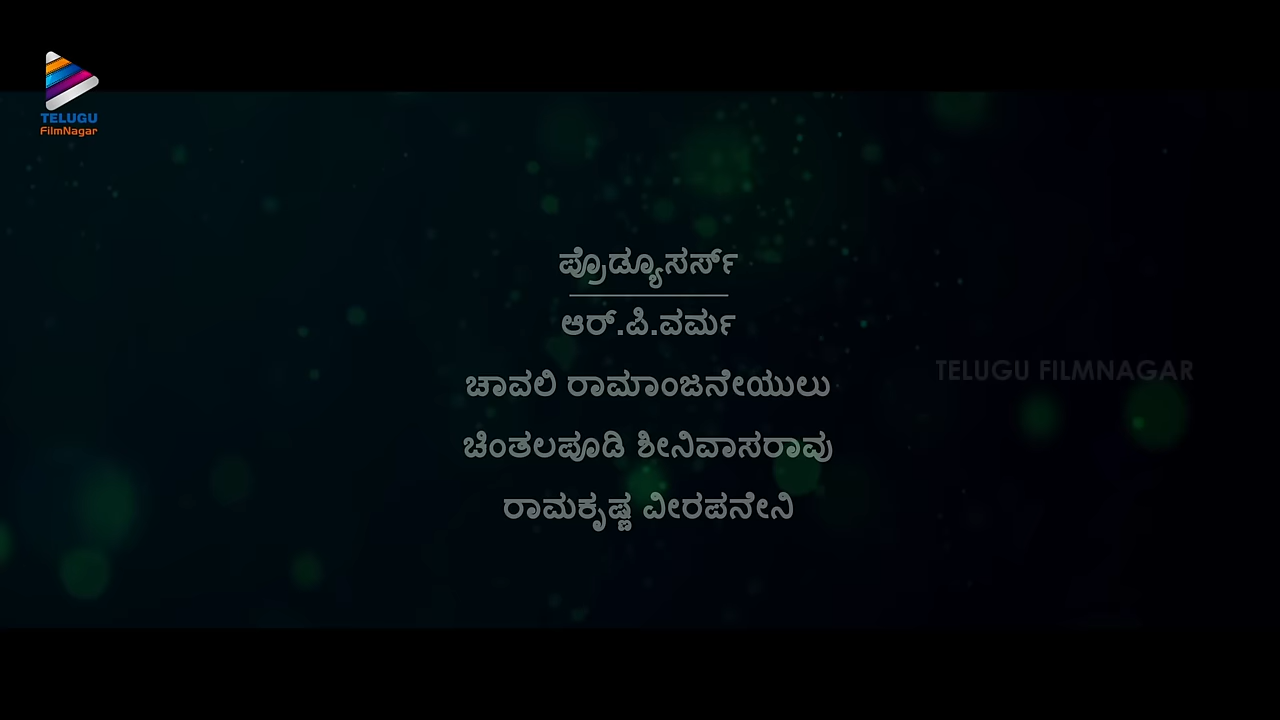 TELUGU
FilmNagar
ಪ್ರೊಡ್ಯೂಸರ್ಸ್
ಆರ್.ಪಿ.ವರ್ಮ
ಚಾವಲಿ ರಾಮಾಂಜನೇಯುಲು
TELUGU FILMNAGAR
ಚಿಂತಲಪೂಡಿ ಶೀನಿವಾಸರಾವು
ರಾಮಕೃಷ್ಣ ವೀರಪನೇನಿ